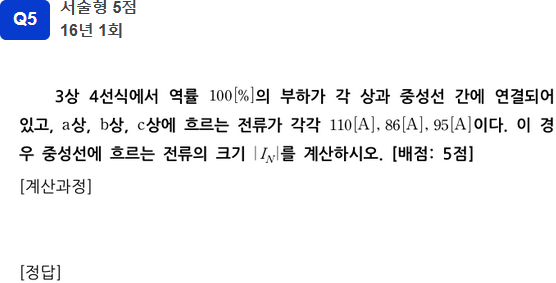 Q5
서술형 5점
16년 1회
3상 4선식에서 역률 100[%]의 부하가 각 상과 중성선 간에 연결되어
있고, a상, b상, c상에 흐르는 전류가 각각 110[A], 86[A], 95[A]이다. 이 경
우 중성선에 흐르는 전류의 크기 |I_N|를 계산하시오. [배점: 5점]
[계산과정]
[정답]